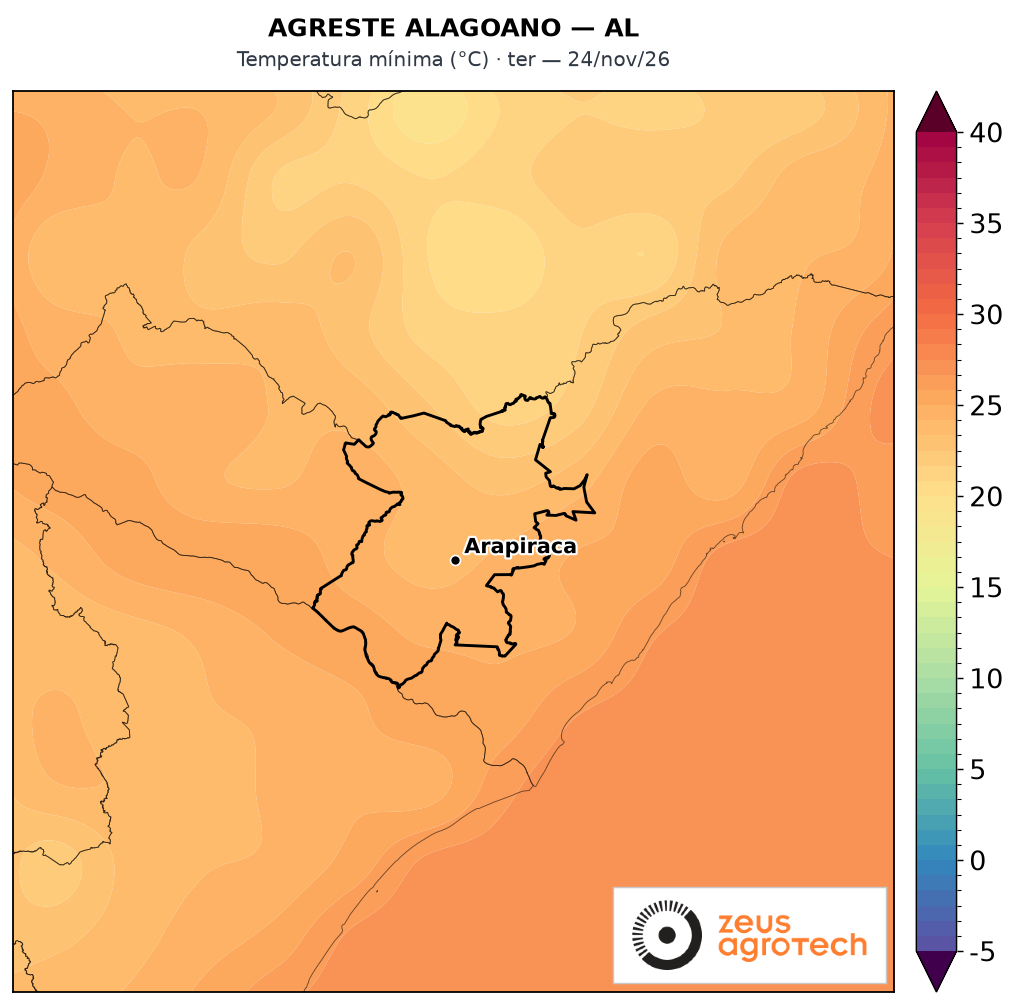 AGRESTE ALAGOANO — AL
Temperatura mínima (°C) · ter — 24/nov/26
40
35
30
25
20
15
10
5
0
-5
Arapiraca
zeus
agrotech